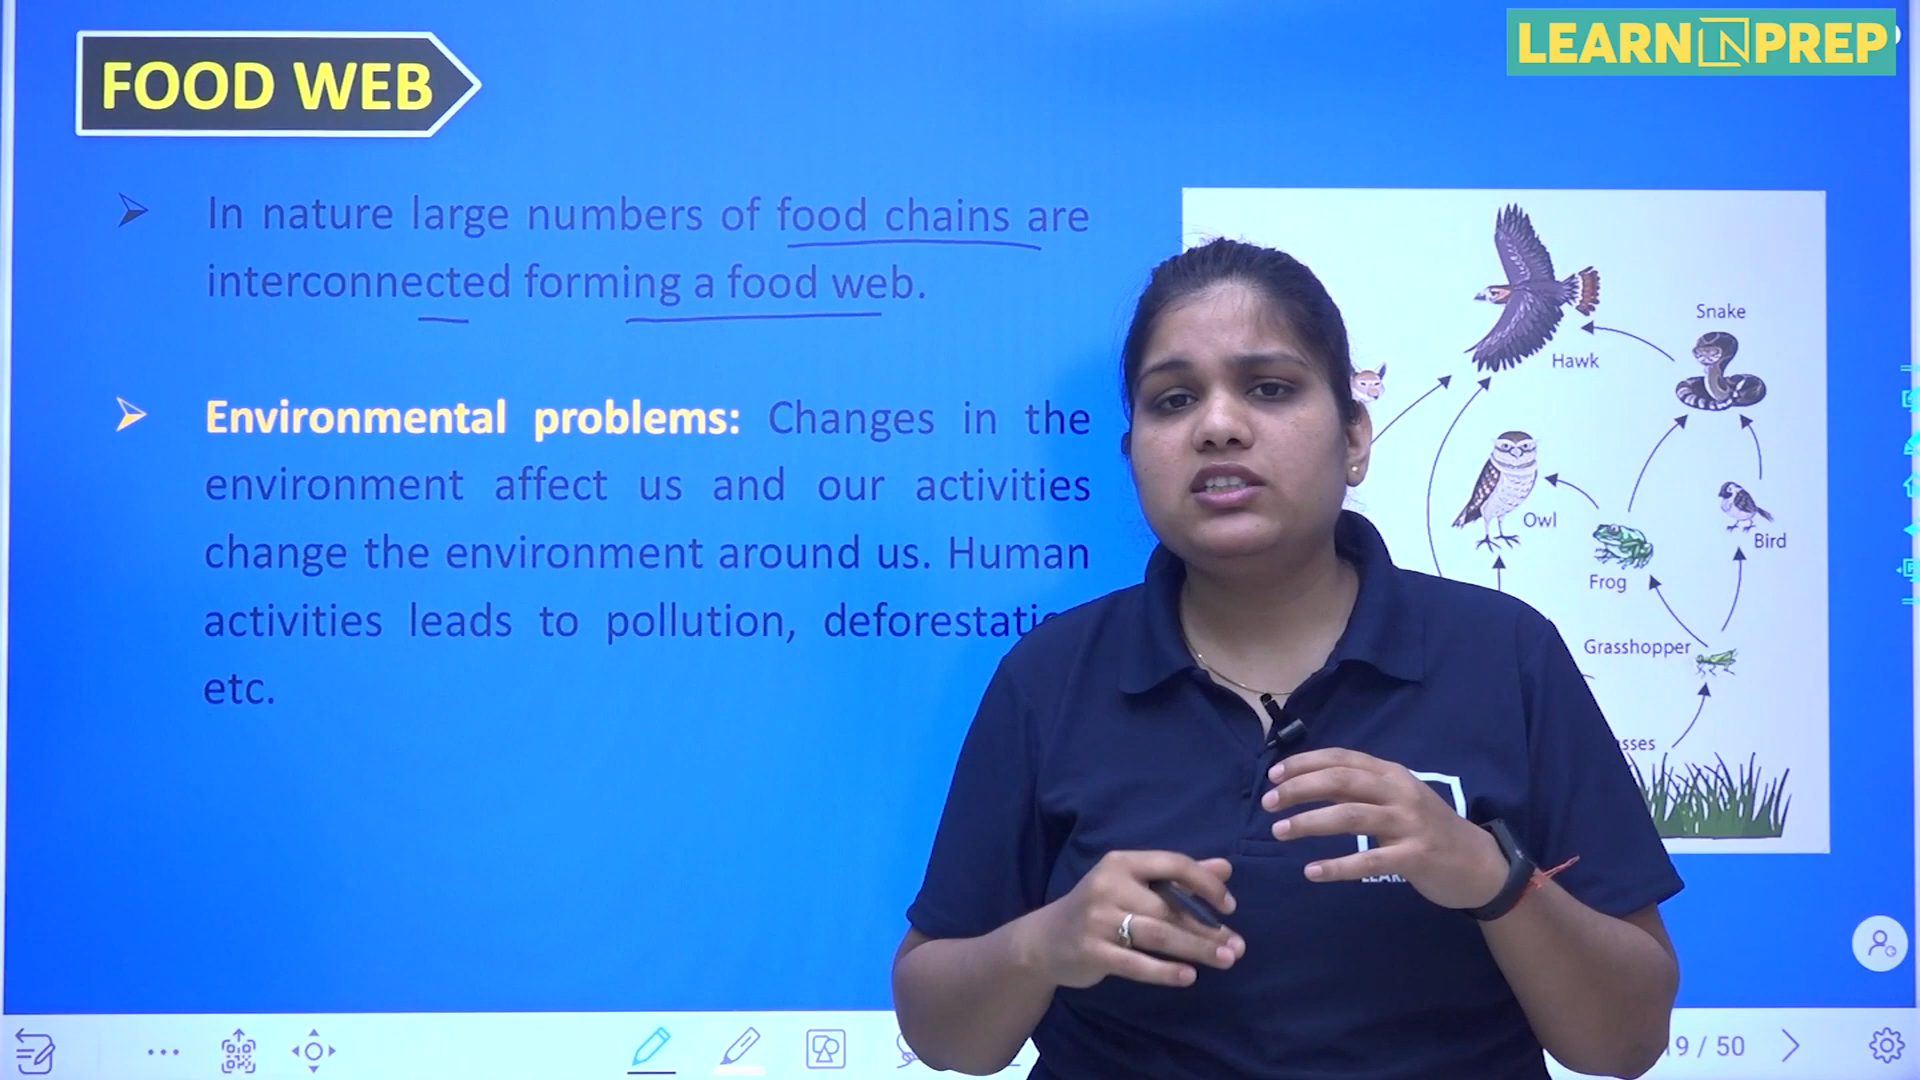 FOOD WEB
LEARN N PREP
In nature large numbers of food chains are
interconnected forming a food web.
Environmental problems: Changes in the
environment affect us and our activities
change the environment around us. Human
activities leads to pollution,
etc.
Snake
Hawk
Owl
Bird
Frog
Grasshopper
/ 50